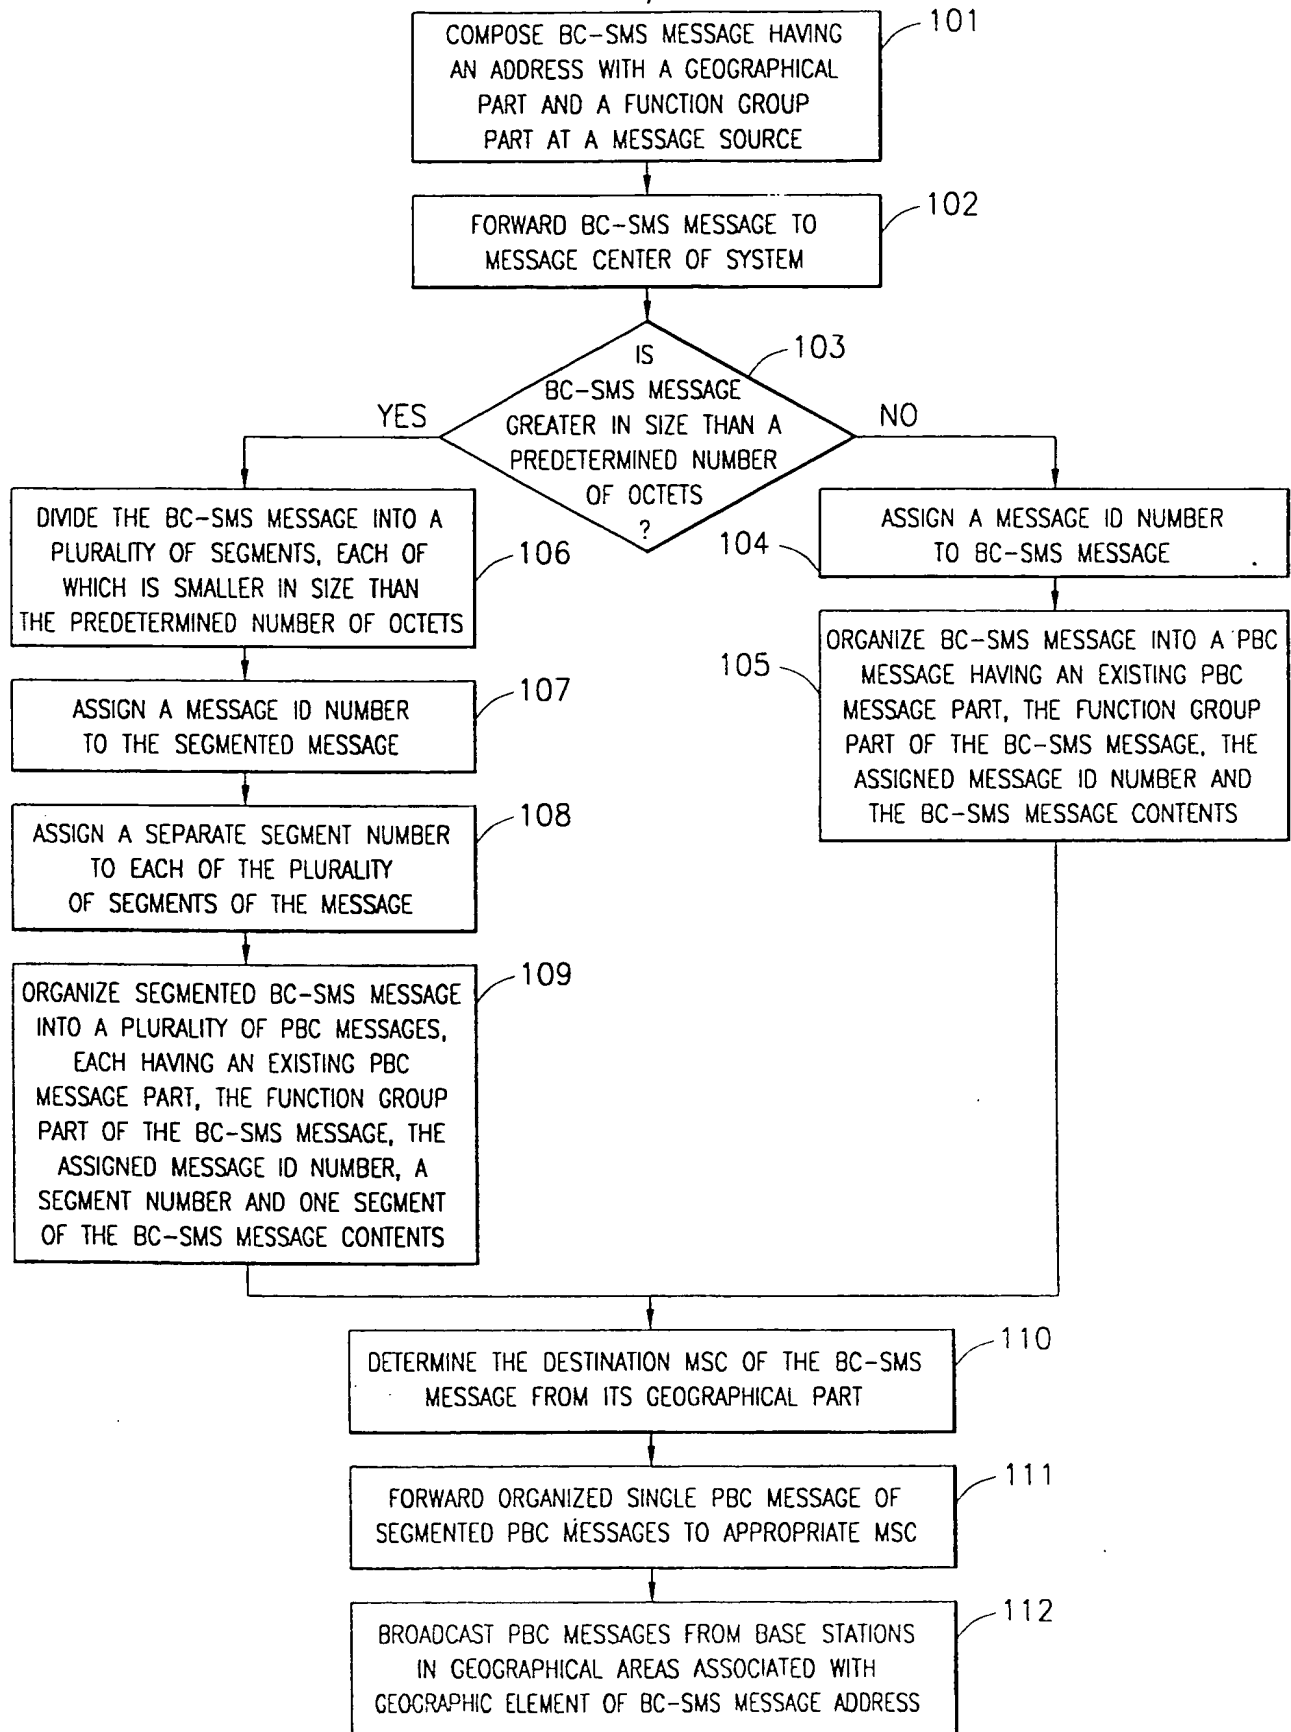 COMPOSE BC-SMS MESSAGE HAVING
AN ADDRESS WITH A GEOGRAPHICAL
PART AND A FUNCTION GROUP
PART AT A MESSAGE SOURCE
101
FORWARD BC-SMS MESSAGE TO
MESSAGE CENTER OF SYSTEM
102
IS
BC-SMS MESSAGE
GREATER IN SIZE THAN A
PREDETERMINED NUMBER
OF OCTETS
?
103
YES
NO
DIVIDE THE BC-SMS MESSAGE INTO A
PLURALITY OF SEGMENTS, EACH OF
WHICH IS SMALLER IN SIZE THAN
THE PREDETERMINED NUMBER OF OCTETS
106
ASSIGN A MESSAGE ID NUMBER
TO THE SEGMENTED MESSAGE
107
ASSIGN A SEPARATE SEGMENT NUMBER
TO EACH OF THE PLURALITY
OF SEGMENTS OF THE MESSAGE
108
ORGANIZE SEGMENTED BC-SMS MESSAGE
INTO A PLURALITY OF PBC MESSAGES,
EACH HAVING AN EXISTING PBC
MESSAGE PART, THE FUNCTION GROUP
PART OF THE BC-SMS MESSAGE, THE
ASSIGNED MESSAGE ID NUMBER, A
SEGMENT NUMBER AND ONE SEGMENT
OF THE BC-SMS MESSAGE CONTENTS
109
ASSIGN A MESSAGE ID NUMBER
TO BC-SMS MESSAGE
104
ORGANIZE BC-SMS MESSAGE INTO A PBC
MESSAGE HAVING AN EXISTING PBC
MESSAGE PART, THE FUNCTION GROUP
PART OF THE BC-SMS MESSAGE, THE
ASSIGNED MESSAGE ID NUMBER AND
THE BC-SMS MESSAGE CONTENTS
105
DETERMINE THE DESTINATION MSC OF THE BC-SMS
MESSAGE FROM ITS GEOGRAPHICAL PART
110
FORWARD ORGANIZED SINGLE PBC MESSAGE OF
SEGMENTED PBC MESSAGES TO APPROPRIATE MSC
111
BROADCAST PBC MESSAGES FROM BASE STATIONS
IN GEOGRAPHICAL AREAS ASSOCIATED WITH
GEOGRAPHIC ELEMENT OF BC-SMS MESSAGE ADDRESS
112